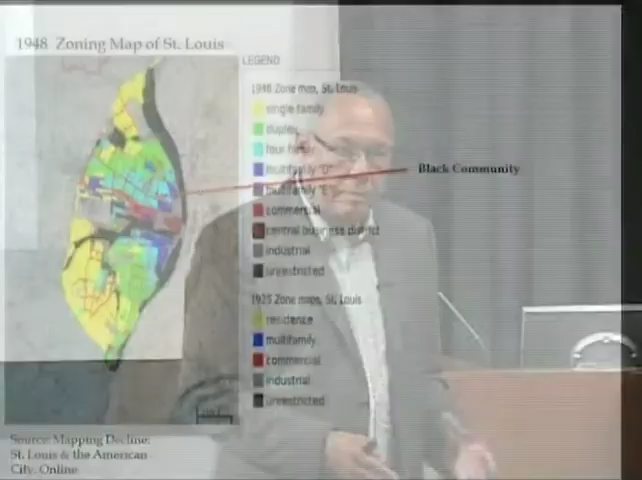 1948 Zoning Map of St. Louis
LEGEND
1948 Zone map, St. Louis
single family
duplex
four family
multifamily "D"
multifamily "E"
commercial
central business district
industrial
unrestricted
Black Community
1925 Zone maps, St. Louis
residence
multifamily
commercial
industrial
unrestricted
Source: Mapping Decline:
St. Louis & the American
City. Online